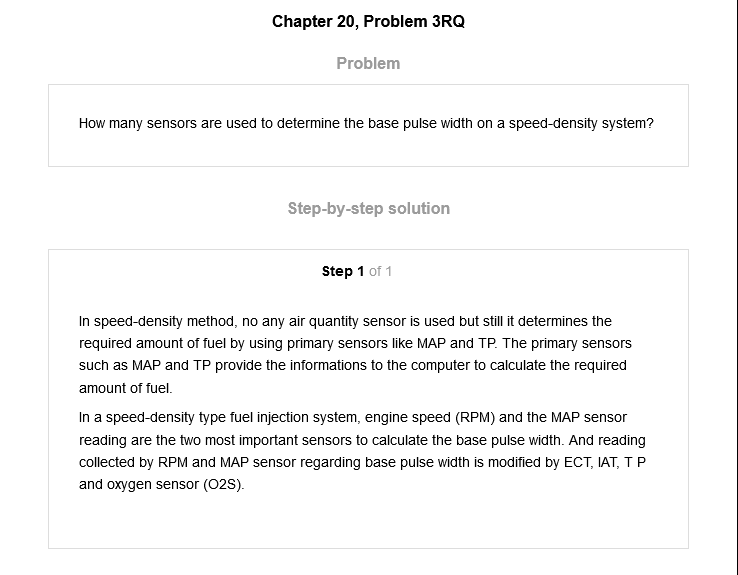 Chapter 20, Problem 3RQ
Problem
How many sensors are used to determine the base pulse width on a speed-density system?
Step-by-step solution
Step 1 of 1
In speed-density method, no any air quantity sensor is used but still it determines the
required amount of fuel by using primary sensors like MAP and TP. The primary sensors
such as MAP and TP provide the informations to the computer to calculate the required
amount of fuel.
In a speed-density type fuel injection system, engine speed (RPM) and the MAP sensor
reading are the two most important sensors to calculate the base pulse width. And reading
collected by RPM and MAP sensor regarding base pulse width is modified by ECT, IAT, T P
and oxygen sensor (O2S).